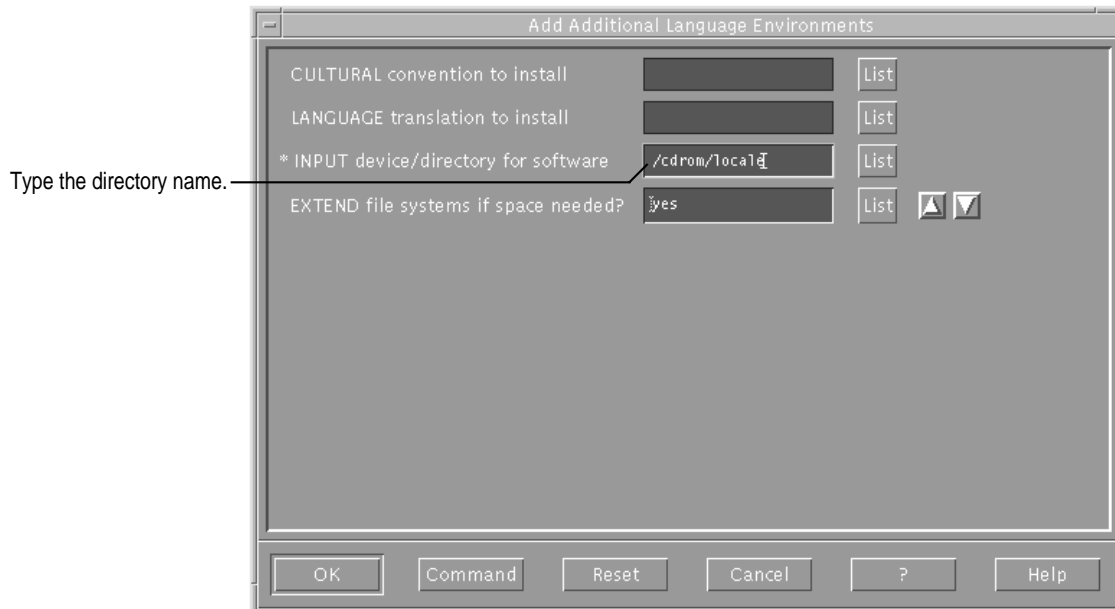 Add Additional Language Environments
CULTURAL convention to install List
LANGUAGE translation to install List
* INPUT device/directory for software /cdrom/locale List
Type the directory name.
EXTEND file systems if space needed? yes List
OK Command Reset Cancel ? Help